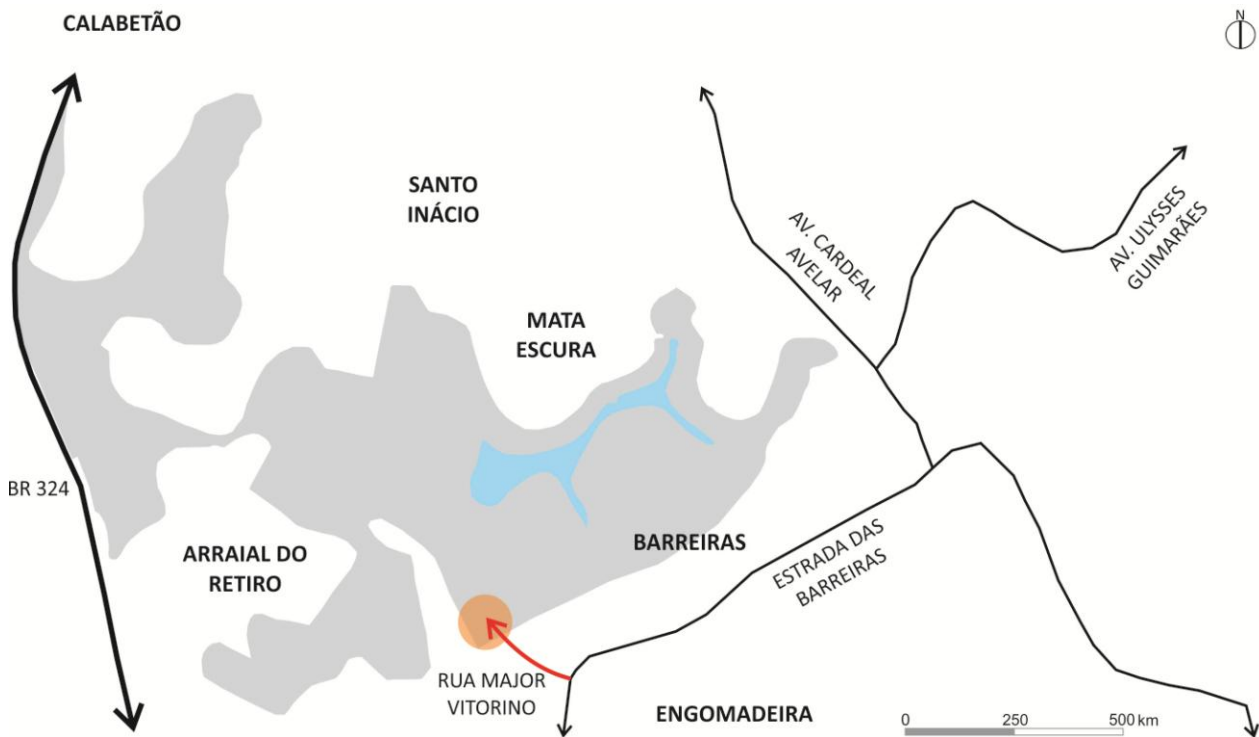 CALABETÃO
N
SANTO
INÁCIO
AV. CARDEAL
AVELAR
AV. ULYSSES
GUIMARÃES
MATA
ESCURA
BR 324
ARRAIAL DO
RETIRO
BARREIRAS
ESTRADA DAS
BARREIRAS
RUA MAJOR
VITORINO
ENGOMADEIRA
0
250
500 km